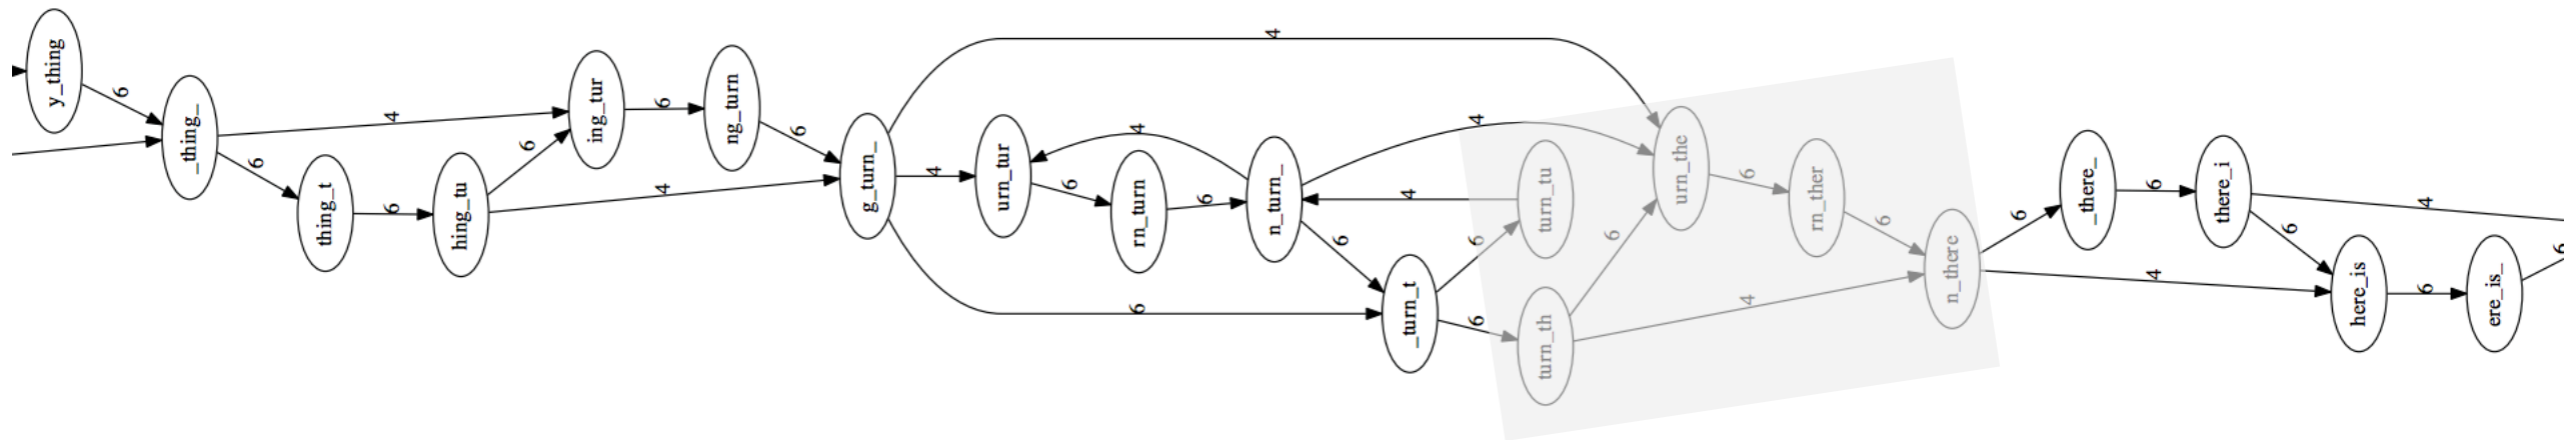 y_thing
6
_thing_
6
4
thing_t
6
hing_tu
6
4
ing_tur
6
ng_turn
6
g_turn_
4
4
6
urn_tur
6
rn_turn
6
4
n_turn_
4
6
_turn_t
6
6
turn_tu
4
turn_th
6
4
urn_the
6
rn_ther
6
n_there
6
4
_there_
6
there_i
4
6
here_is
6
ere_is_
6